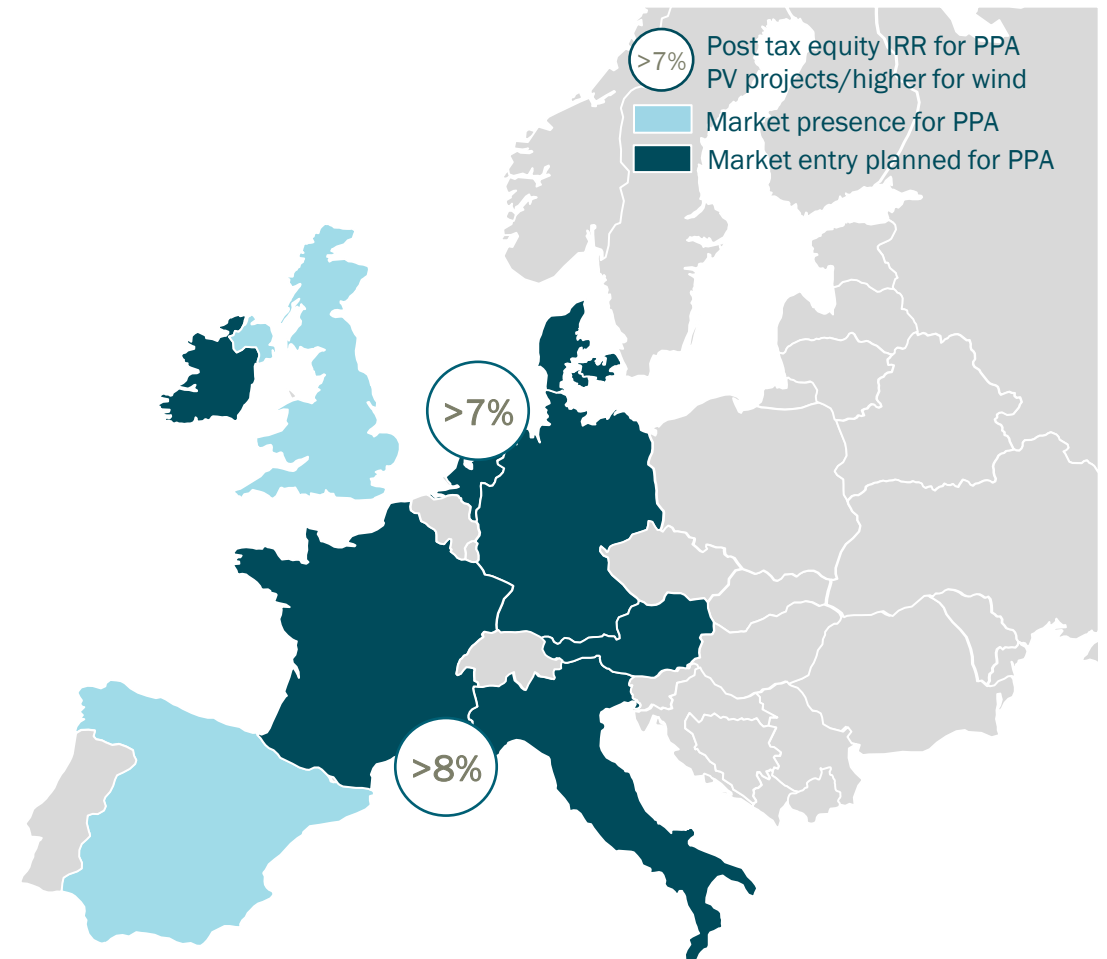 >7%
Post tax equity IRR for PPA
PV projects/higher for wind
Market presence for PPA
Market entry planned for PPA
>7%
>8%